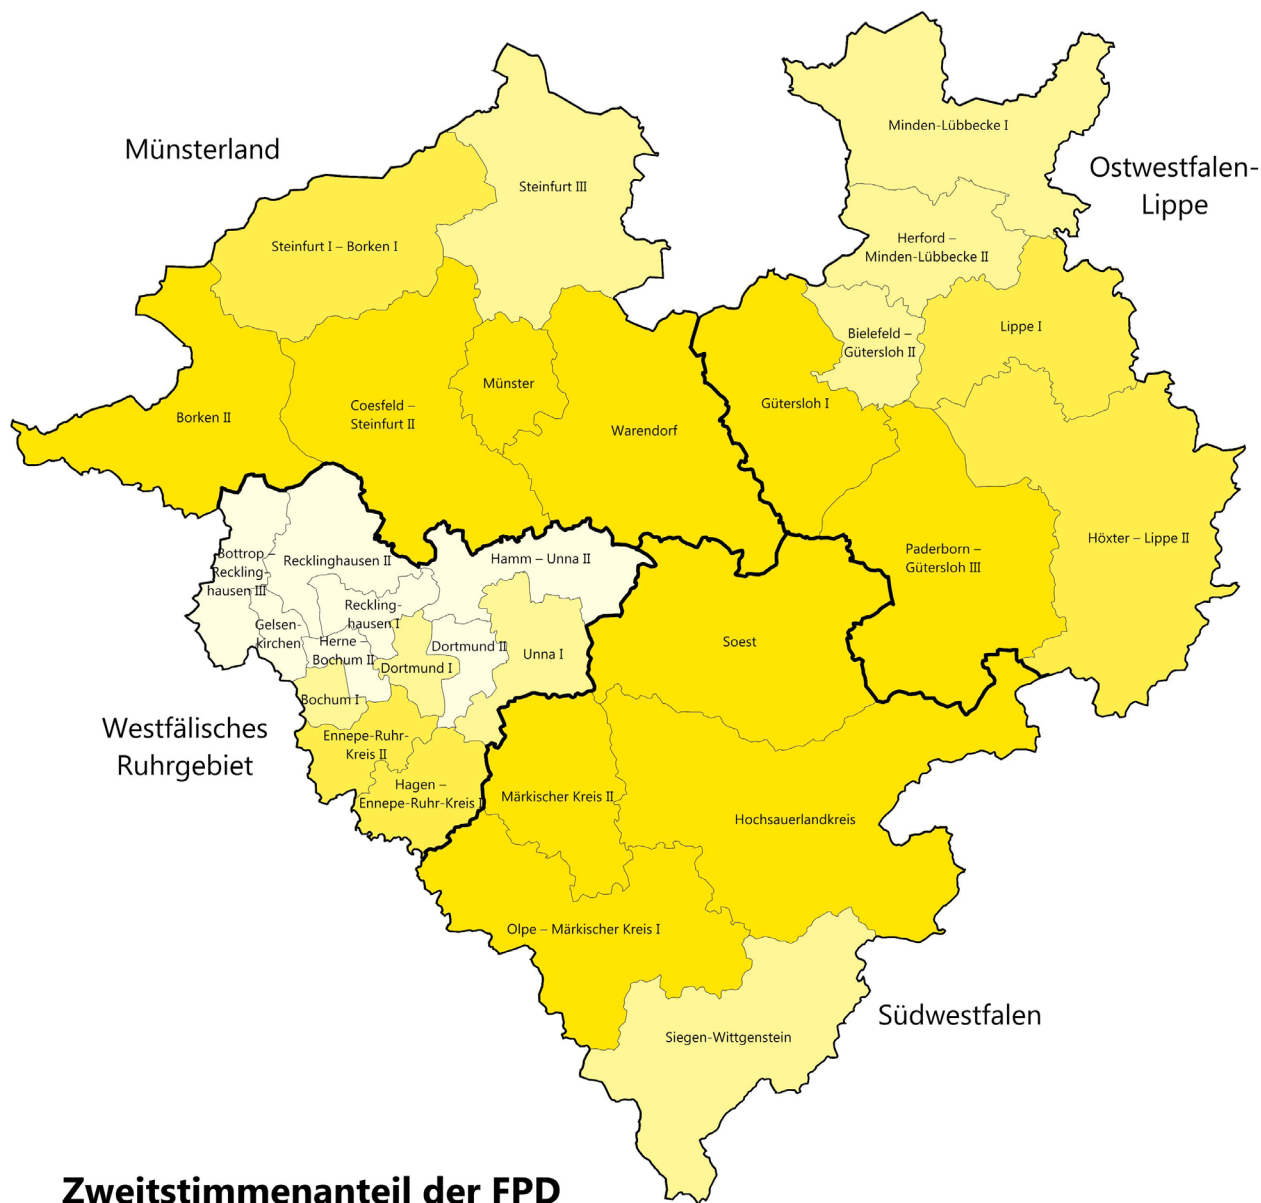 Münsterland
Ostwestfalen-
Lippe
Minden-Lübbecke I
Steinfurt III
Steinfurt I – Borken I
Herford –
Minden-Lübbecke II
Bielefeld –
Gütersloh II
Lippe I
Münster
Coesfeld –
Steinfurt II
Borken II
Warendorf
Gütersloh I
Paderborn –
Gütersloh III
Höxter – Lippe II
Bottrop –
Reckling-
hausen III
Recklinghausen II
Hamm – Unna II
Reckling-
hausen I
Gelsen-
kirchen
Herne –
Bochum II
Dortmund II
Dortmund I
Unna I
Soest
Bochum I
Westfälisches
Ruhrgebiet
Ennepe-Ruhr-
Kreis II
Hagen –
Ennepe-Ruhr-Kreis I
Märkischer Kreis II
Hochsauerlandkreis
Olpe – Märkischer Kreis I
Südwestfalen
Siegen-Wittgenstein
Zweitstimmenanteil der FPD